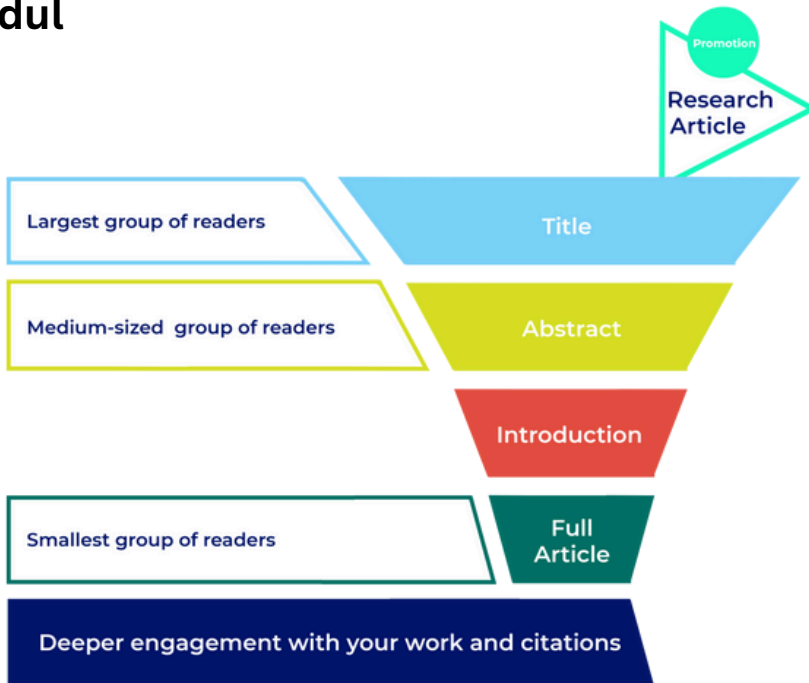 dul
Promotion
Research
Article
Largest group of readers
Title
Medium-sized group of readers
Abstract
Introduction
Smallest group of readers
Full
Article
Deeper engagement with your work and citations